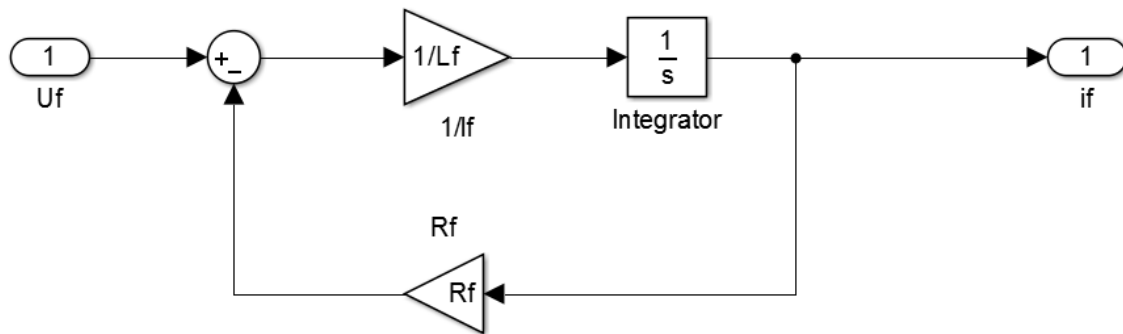 1
Uf
+
−
1/Lf
1/lf
1
s
Integrator
1
if
Rf
Rf